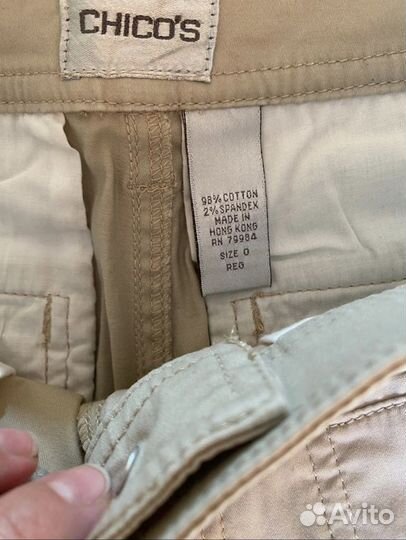 CHICO'S
98% COTTON
2% SPANDEX
MADE IN
HONG KONG
RN 79984
SIZE 0
REG
Avito